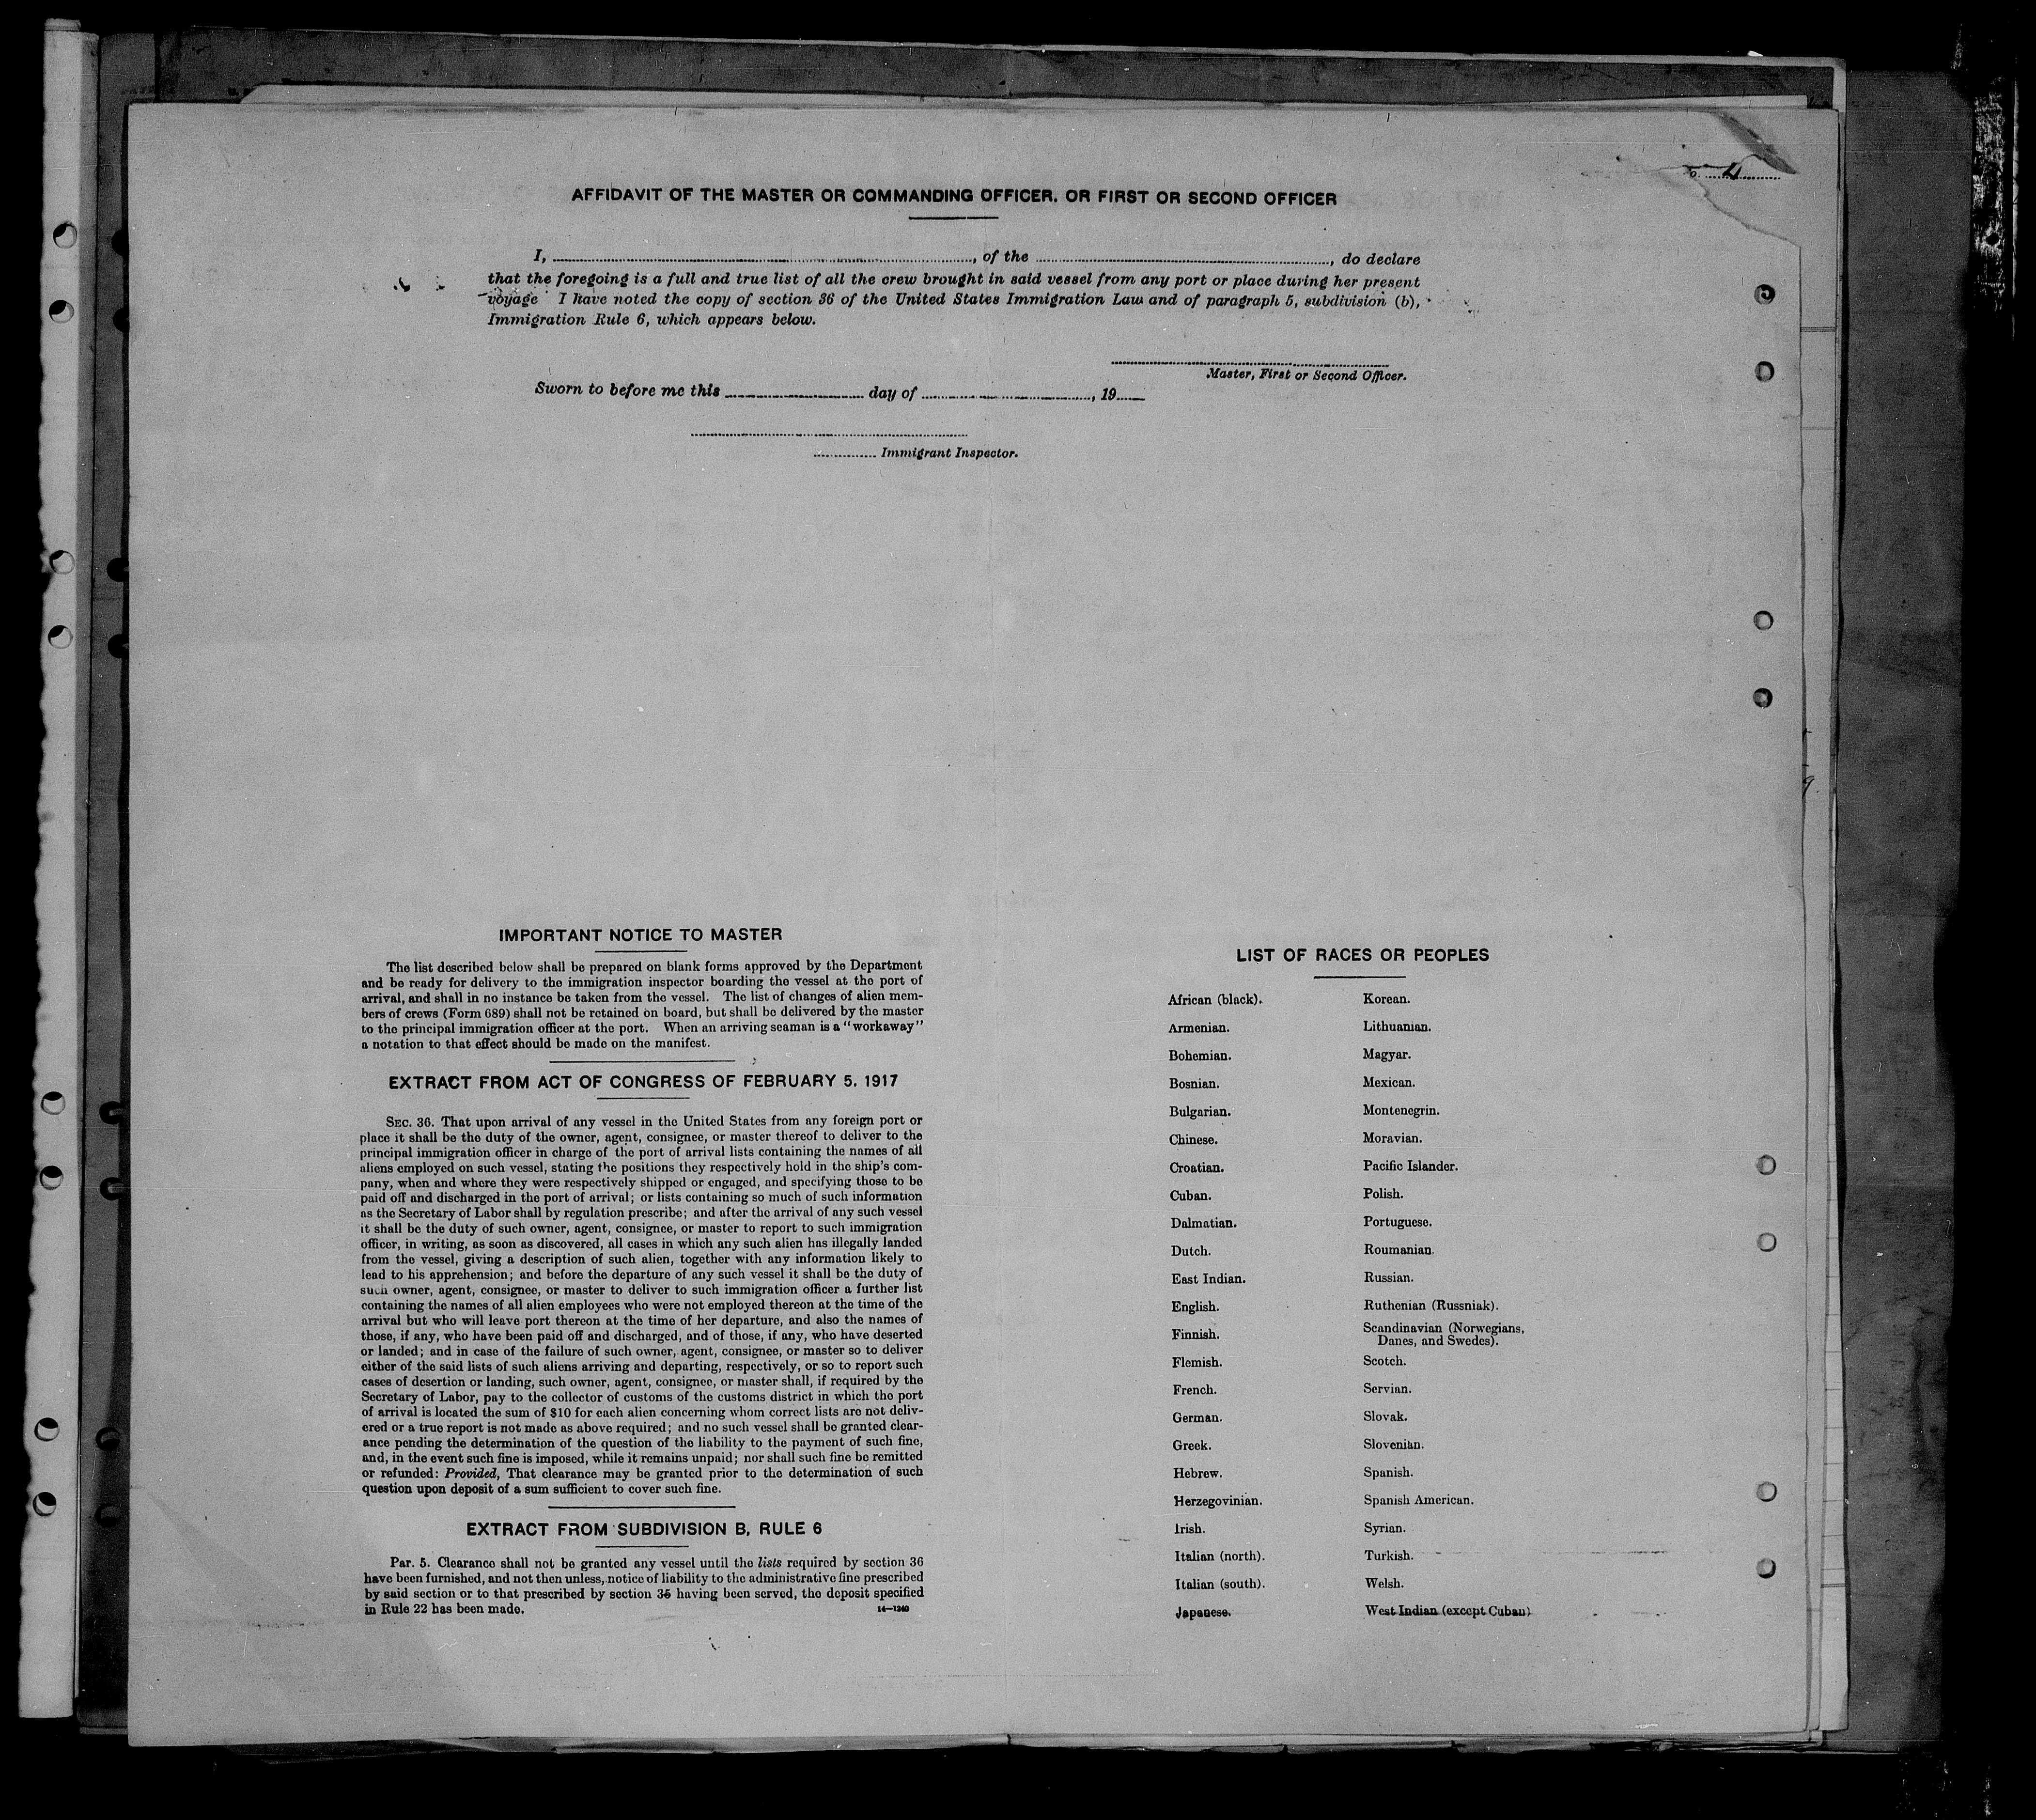 o. 4
AFFIDAVIT OF THE MASTER OR COMMANDING OFFICER, OR FIRST OR SECOND OFFICER
I, ........, of the ........, do declare
that the foregoing is a full and true list of all the crew brought in said vessel from any port or place during her present
voyage I have noted the copy of section 36 of the United States Immigration Law and of paragraph 5, subdivision (b),
Immigration Rule 6, which appears below.
Master, First or Second Officer.
Sworn to before me this ........ day of ........, 19....
........ Immigrant Inspector.
IMPORTANT NOTICE TO MASTER
The list described below shall be prepared on blank forms approved by the Department
and be ready for delivery to the immigration inspector boarding the vessel at the port of
arrival, and shall in no instance be taken from the vessel. The list of changes of alien mem-
bers of crews (Form 689) shall not be retained on board, but shall be delivered by the master
to the principal immigration officer at the port. When an arriving seaman is a "workaway"
a notation to that effect should be made on the manifest.
EXTRACT FROM ACT OF CONGRESS OF FEBRUARY 5, 1917
SEC. 36. That upon arrival of any vessel in the United States from any foreign port or
place it shall be the duty of the owner, agent, consignee, or master thereof to deliver to the
principal immigration officer in charge of the port of arrival lists containing the names of all
aliens employed on such vessel, stating the positions they respectively hold in the ship's com-
pany, when and where they were respectively shipped or engaged, and specifying those to be
paid off and discharged in the port of arrival; or lists containing so much of such information
as the Secretary of Labor shall by regulation prescribe; and after the arrival of any such vessel
it shall be the duty of such owner, agent, consignee, or master to report to such immigration
officer, in writing, as soon as discovered, all cases in which any such alien has illegally landed
from the vessel, giving a description of such alien, together with any information likely to
lead to his apprehension; and before the departure of any such vessel it shall be the duty of
such owner, agent, consignee, or master to deliver to such immigration officer a further list
containing the names of all alien employees who were not employed thereon at the time of the
arrival but who will leave port thereon at the time of her departure, and also the names of
those, if any, who have been paid off and discharged, and of those, if any, who have deserted
or landed; and in case of the failure of such owner, agent, consignee, or master so to deliver
either of the said lists of such aliens arriving and departing, respectively, or so to report such
cases of desertion or landing, such owner, agent, consignee, or master shall, if required by the
Secretary of Labor, pay to the collector of customs of the customs district in which the port
of arrival is located the sum of $10 for each alien concerning whom correct lists are not deliv-
ered or a true report is not made as above required; and no such vessel shall be granted clear-
ance pending the determination of the question of the liability to the payment of such fine,
and, in the event such fine is imposed, while it remains unpaid; nor shall such fine be remitted
or refunded: Provided, That clearance may be granted prior to the determination of such
question upon deposit of a sum sufficient to cover such fine.
EXTRACT FROM SUBDIVISION B, RULE 6
Par. 5. Clearance shall not be granted any vessel until the lists required by section 36
have been furnished, and not then unless, notice of liability to the administrative fine prescribed
by said section or to that prescribed by section 35 having been served, the deposit specified
in Rule 22 has been made.
14—1240
LIST OF RACES OR PEOPLES
African (black). Korean.
Armenian. Lithuanian.
Bohemian. Magyar.
Bosnian. Mexican.
Bulgarian. Montenegrin.
Chinese. Moravian.
Croatian. Pacific Islander.
Cuban. Polish.
Dalmatian. Portuguese.
Dutch. Roumanian.
East Indian. Russian.
English. Ruthenian (Russniak).
Finnish. Scandinavian (Norwegians,
Danes, and Swedes).
Flemish. Scotch.
French. Servian.
German. Slovak.
Greek. Slovenian.
Hebrew. Spanish.
Herzegovinian. Spanish American.
Irish. Syrian.
Italian (north). Turkish.
Italian (south). Welsh.
Japanese. West Indian (except Cuban)